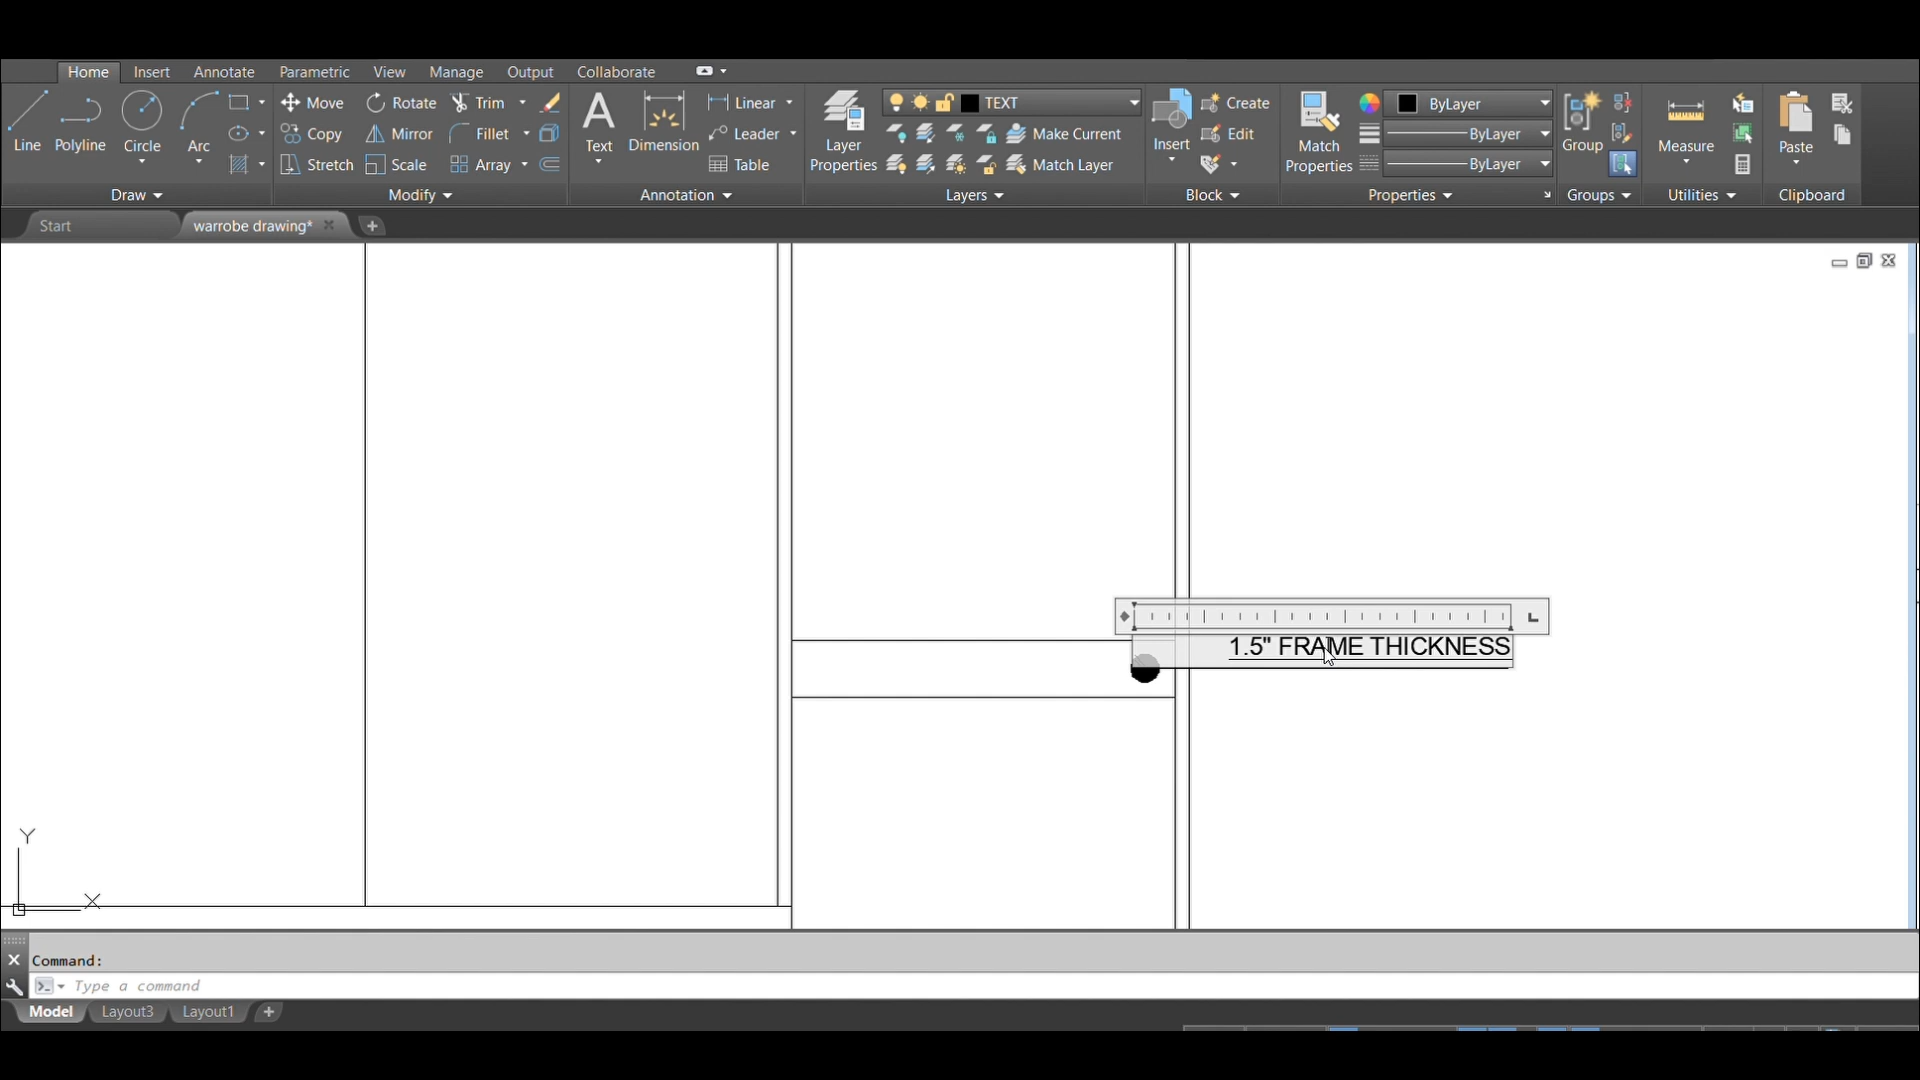 Home Insert Annotate Parametric View Manage Output Collaborate
Move Rotate Trim Linear TEXT Create ByLayer
Line Polyline Circle Arc Copy Mirror Fillet Text Dimension Leader Layer Properties Make Current Insert Edit Match Properties ByLayer Group Measure Paste
Stretch Scale Array Table Match Layer ByLayer
Draw Modify Annotation Layers Block Properties Groups Utilities Clipboard
Start warrobe drawing*
1.5" FRAME THICKNESS
Y
X
Command:
Type a command
Model Layout3 Layout1